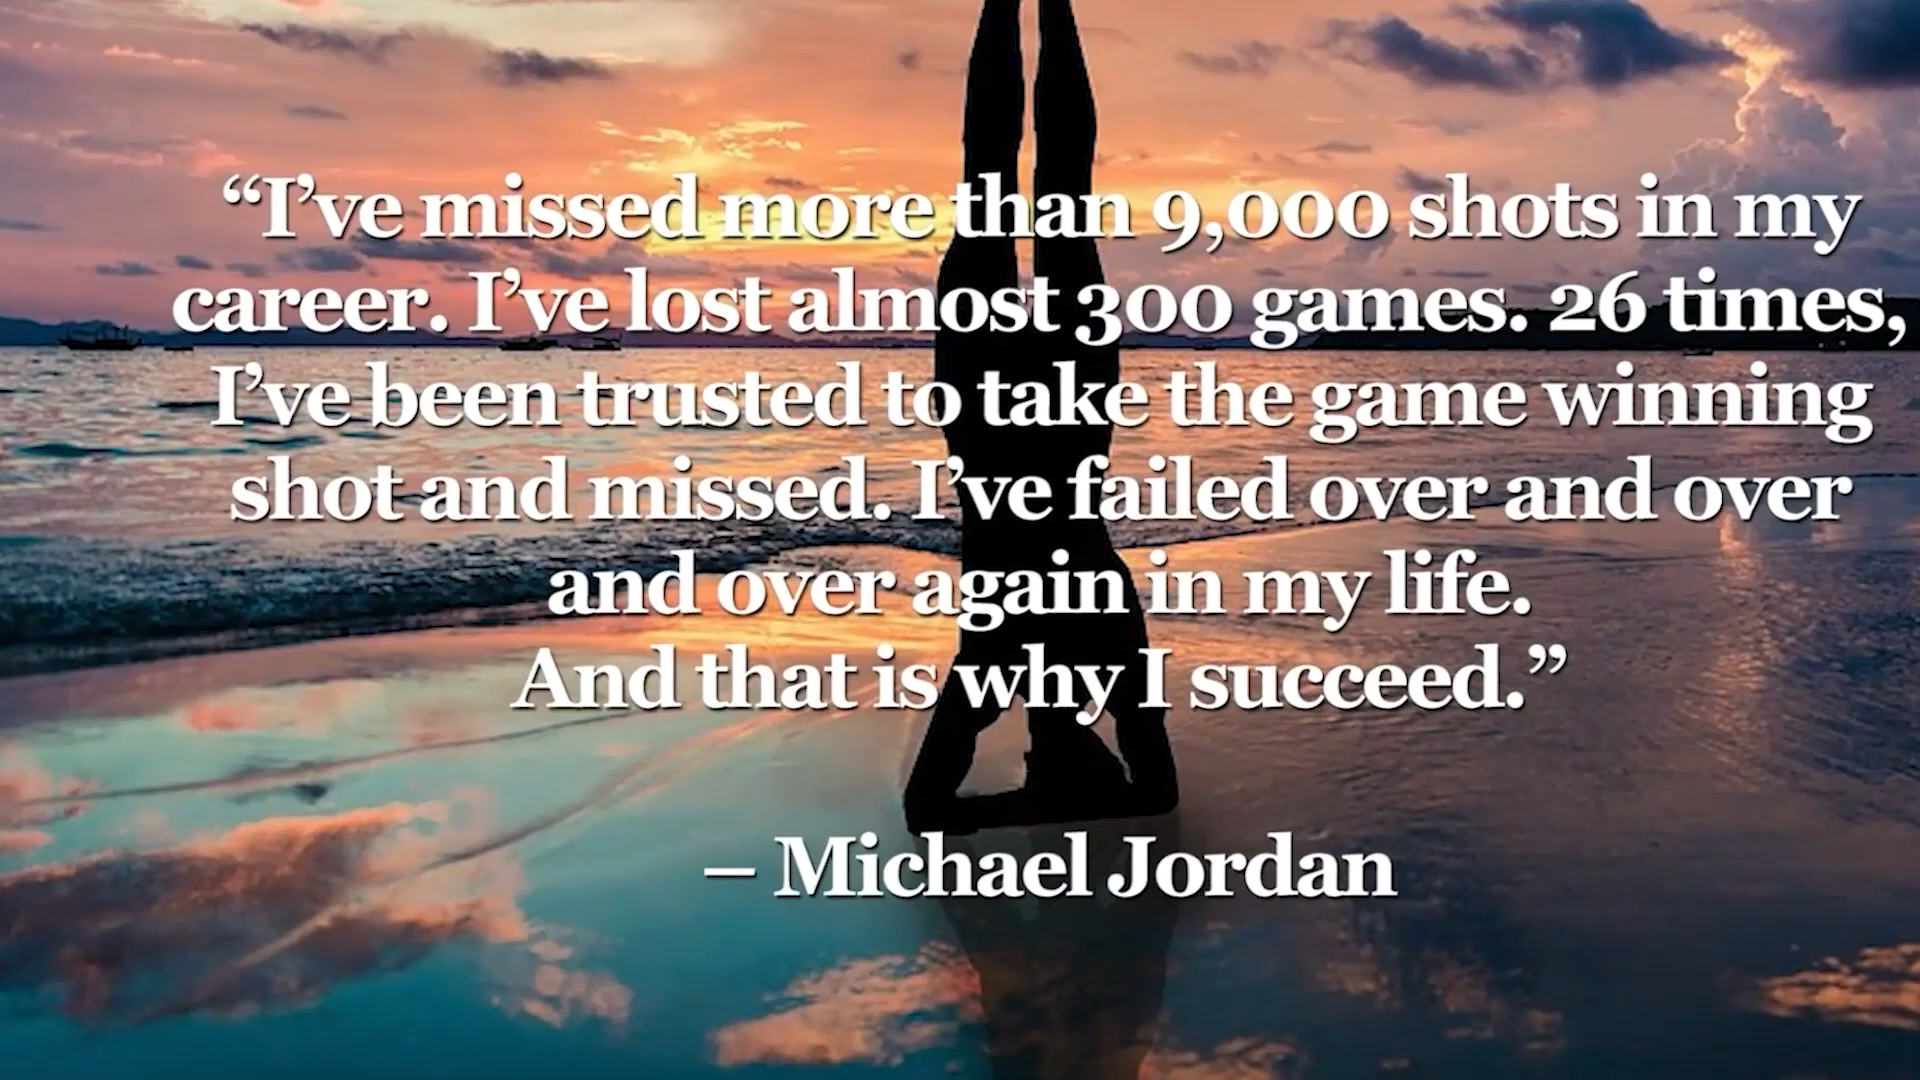 “I’ve missed more than 9,000 shots in my
career. I’ve lost almost 300 games. 26 times,
I’ve been trusted to take the game winning
shot and missed. I’ve failed over and over
and over again in my life.
And that is why I succeed.”
– Michael Jordan